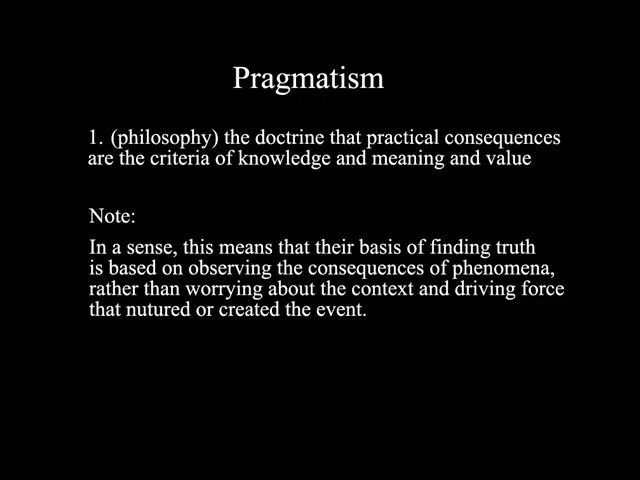 Pragmatism
1. (philosophy) the doctrine that practical consequences
are the criteria of knowledge and meaning and value
Note:
In a sense, this means that their basis of finding truth
is based on observing the consequences of phenomena,
rather than worrying about the context and driving force
that nutured or created the event.